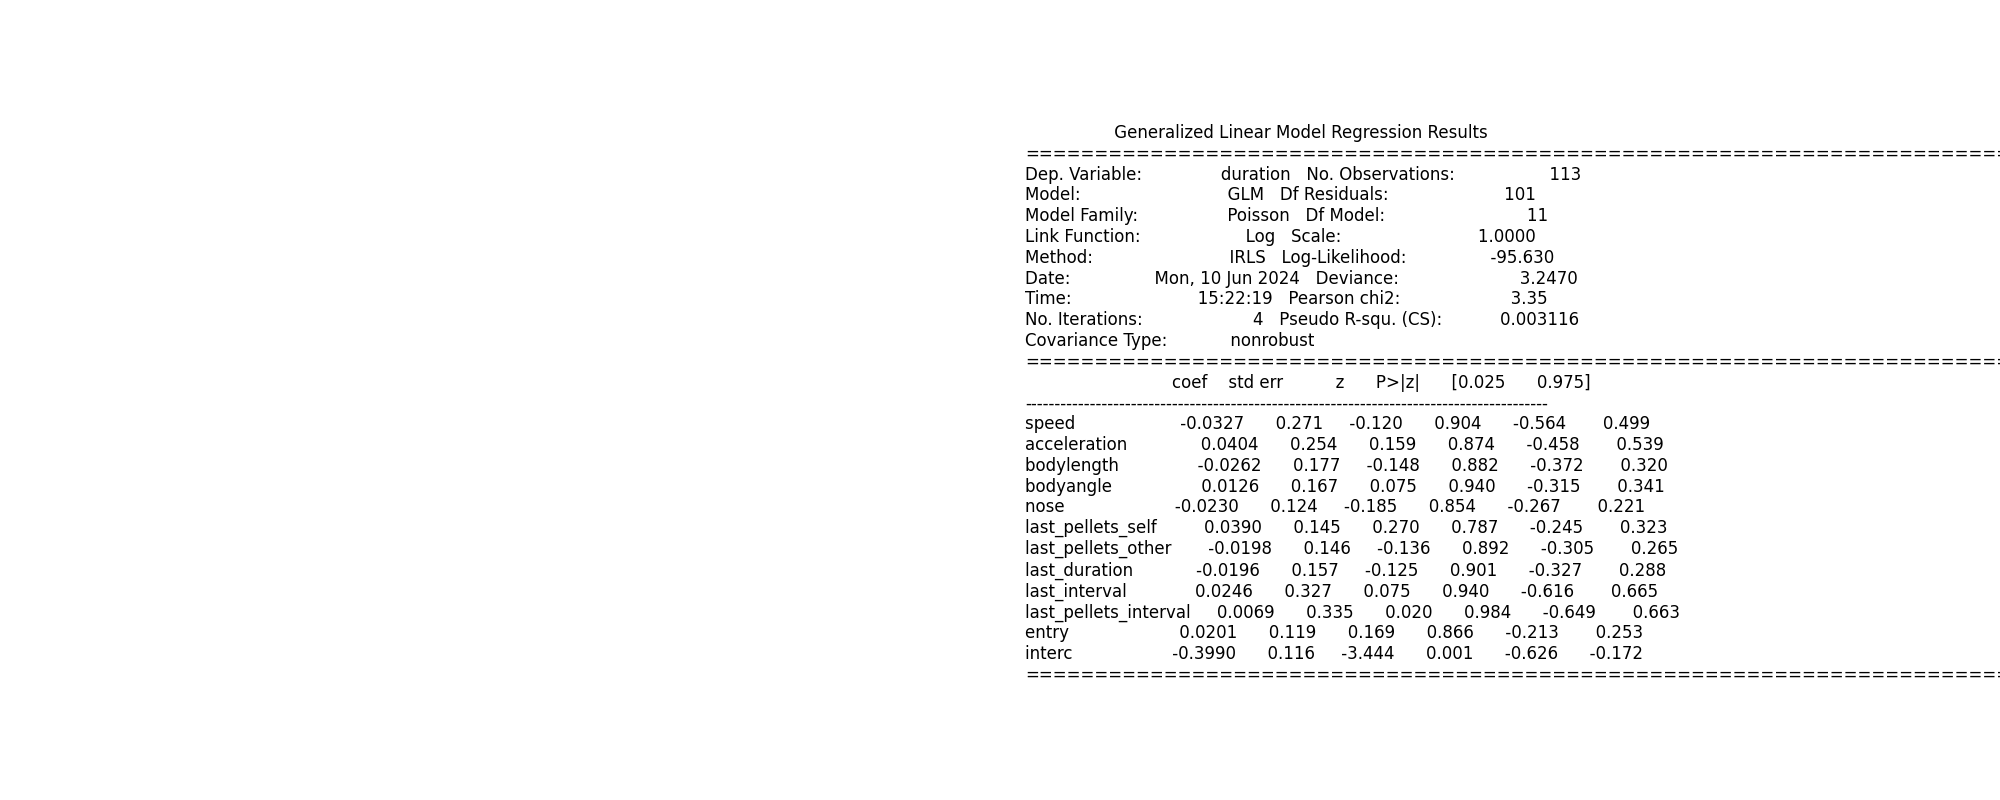 Generalized Linear Model Regression Results
==============================================================================
Dep. Variable: duration No. Observations: 113
Model: GLM Df Residuals: 101
Model Family: Poisson Df Model: 11
Link Function: Log Scale: 1.0000
Method: IRLS Log-Likelihood: -95.630
Date: Mon, 10 Jun 2024 Deviance: 3.2470
Time: 15:22:19 Pearson chi2: 3.35
No. Iterations: 4 Pseudo R-squ. (CS): 0.003116
Covariance Type: nonrobust
==============================================================================
coef std err z P>|z| [0.025 0.975]
------------------------------------------------------------------------------------------
speed -0.0327 0.271 -0.120 0.904 -0.564 0.499
acceleration 0.0404 0.254 0.159 0.874 -0.458 0.539
bodylength -0.0262 0.177 -0.148 0.882 -0.372 0.320
bodyangle 0.0126 0.167 0.075 0.940 -0.315 0.341
nose -0.0230 0.124 -0.185 0.854 -0.267 0.221
last_pellets_self 0.0390 0.145 0.270 0.787 -0.245 0.323
last_pellets_other -0.0198 0.146 -0.136 0.892 -0.305 0.265
last_duration -0.0196 0.157 -0.125 0.901 -0.327 0.288
last_interval 0.0246 0.327 0.075 0.940 -0.616 0.665
last_pellets_interval 0.0069 0.335 0.020 0.984 -0.649 0.663
entry 0.0201 0.119 0.169 0.866 -0.213 0.253
interc -0.3990 0.116 -3.444 0.001 -0.626 -0.172
==============================================================================